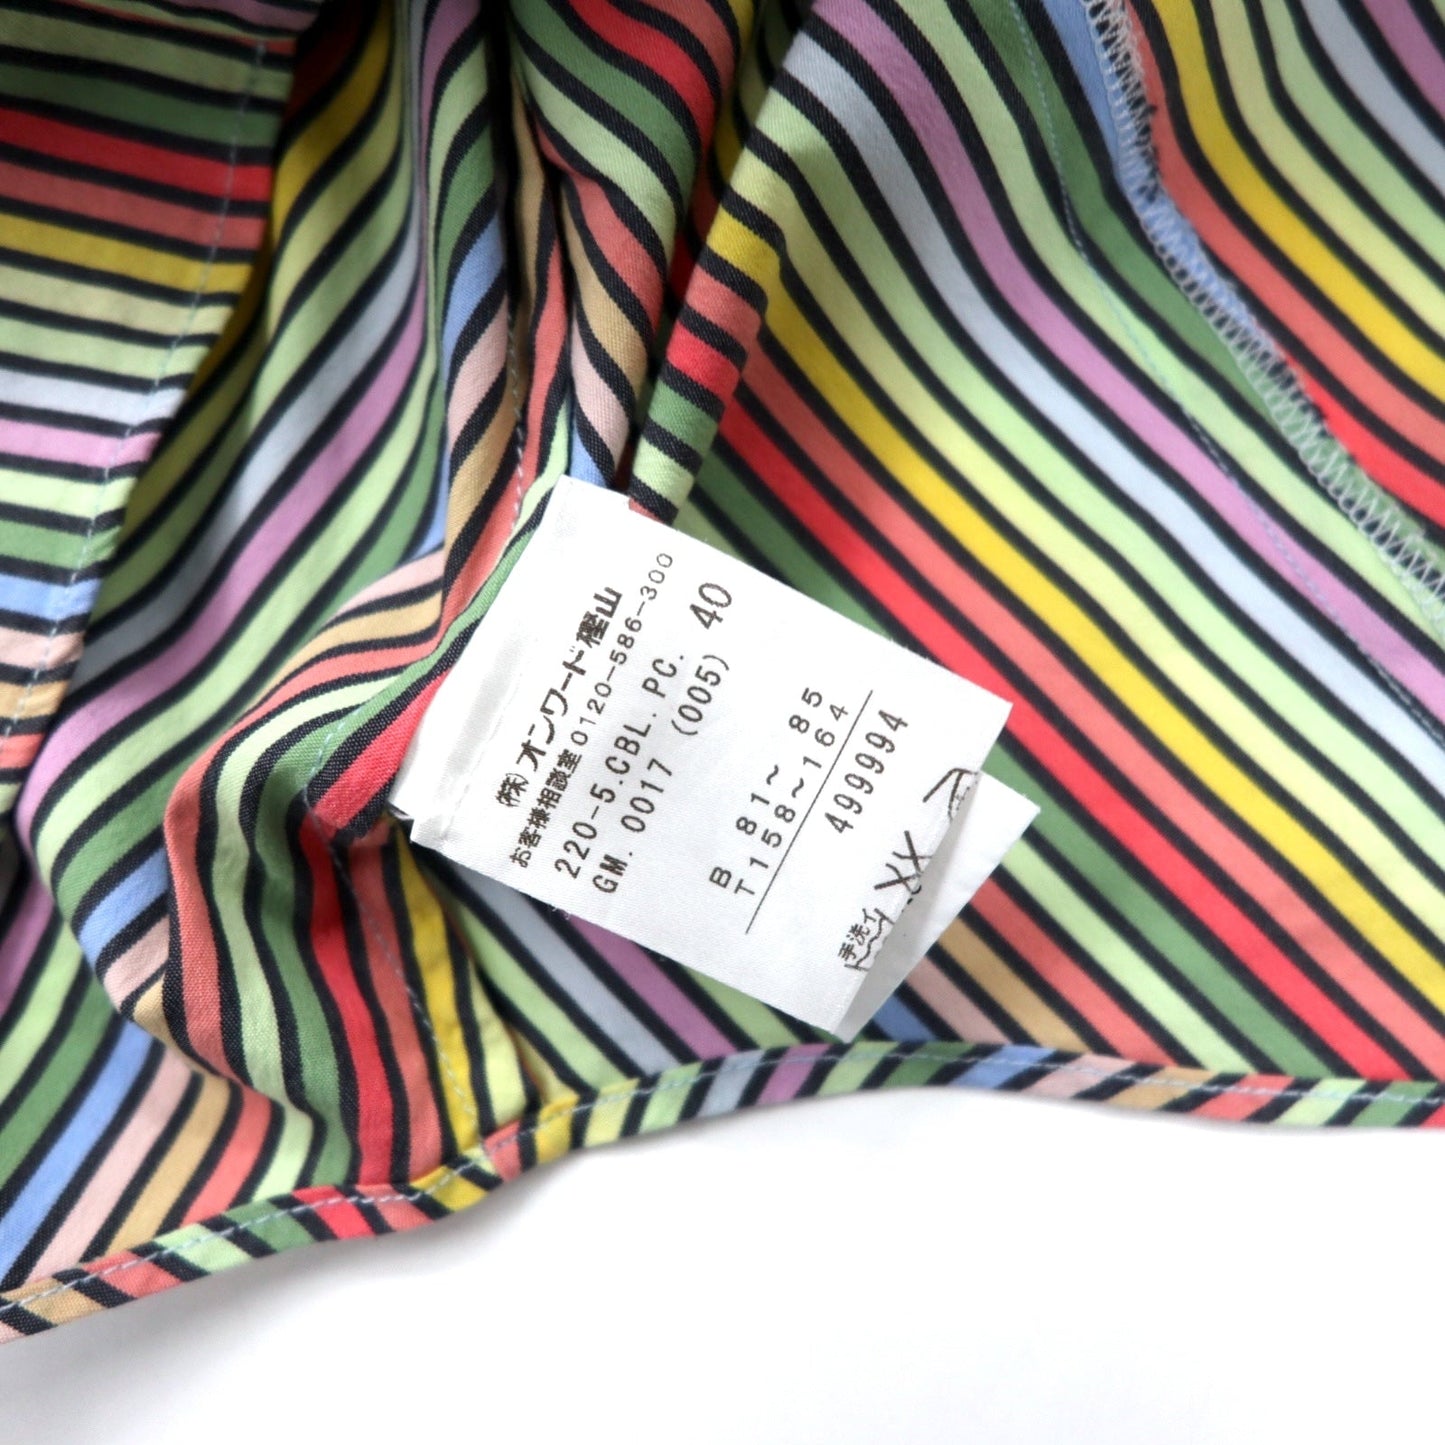 (株)オンワード樫山
お客様相談室0120-586-300
220-5.CBL.PC. 40
GM.0017 (005)
B 81~ 85
T158~164
499994
手洗イ